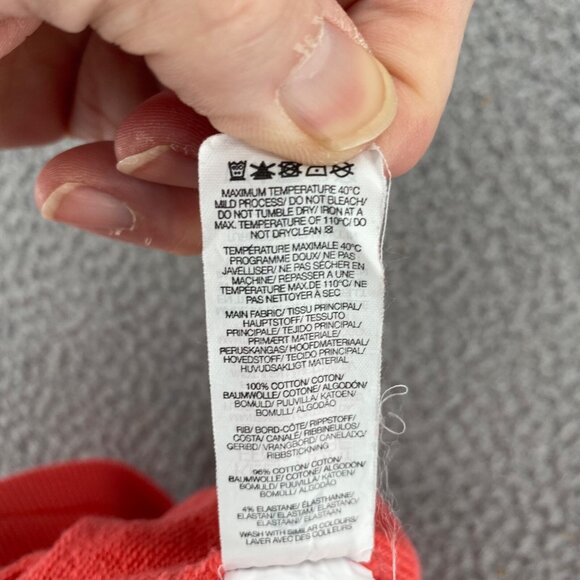 MAXIMUM TEMPERATURE 40°C
MILD PROCESS/ DO NOT BLEACH/
DO NOT TUMBLE DRY/ IRON AT A
MAX. TEMPERATURE OF 110°C/ DO
NOT DRYCLEAN
TEMPÉRATURE MAXIMALE 40°C
PROGRAMME DOUX/ NE PAS
JAVELLISER/ NE PAS SÉCHER EN
MACHINE/ REPASSER A UNE
TEMPÉRATURE MAX.DE 110°C/ NE
PAS NETTOYER À SEC
MAIN FABRIC/ TISSU PRINCIPAL/
HAUPTSTOFF/ TESSUTO
PRINCIPALE/ TEJIDO PRINCIPAL/
PRIMÆRT MATERIALE/
PERUSKANGAS/ HOOFDMATERIAAL/
HOVEDSTOFF/ TECIDO PRINCIPAL/
HUVUDSAKLIGT MATERIAL
100% COTTON/ COTON/
BAUMWOLLE/ COTONE/ ALGODÓN/
BOMULD/ PUUVILLA/ KATOEN/
BOMULL/ ALGODÃO
RIB/ BORD-CÔTE/ RIPPSTOFF/
COSTA/ CANALÉ/ RIBBINEULOS/
GERIBD/ VRANGBORD/ CANELADO/
RIBBSTICKNING
96% COTTON/ COTON/
BAUMWOLLE/ COTONE/ ALGODÓN/
BOMULD/ PUUVILLA/ KATOEN/
BOMULL/ ALGODÃO
4% ELASTANE/ ÉLASTHANNE/
ELASTAN/ ELASTAM/ ELASTANO/
ELASTAANI/ ELASTAN
WASH WITH SIMILAR COLOURS/
LAVER AVEC DES COULEURS